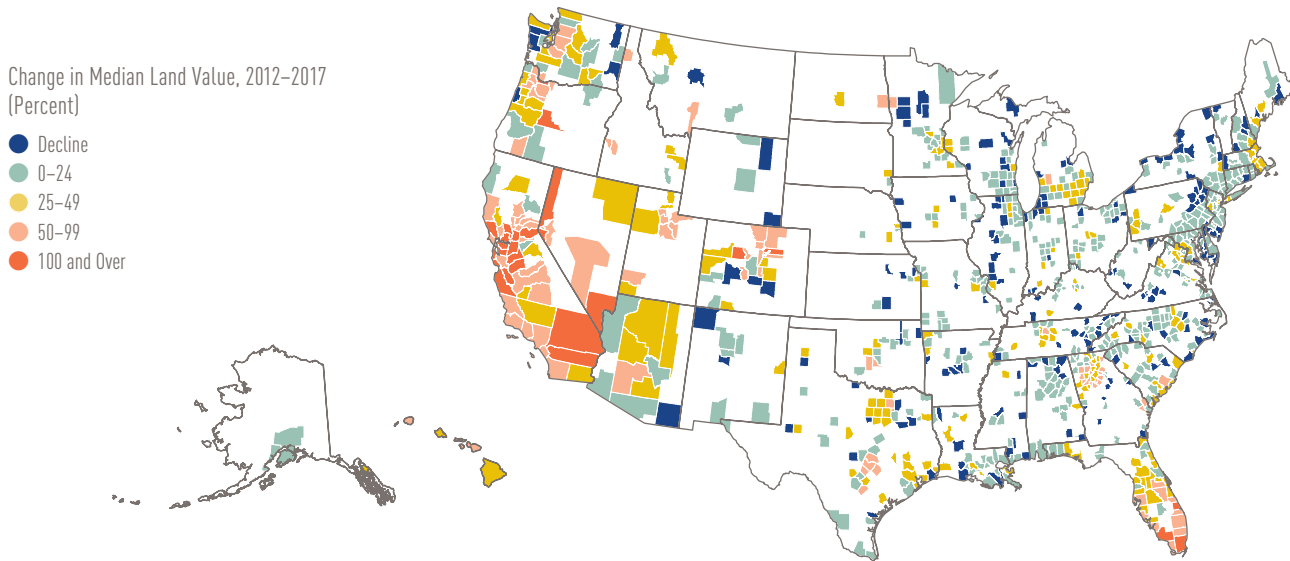 Change in Median Land Value, 2012–2017
(Percent)
Decline
0–24
25–49
50–99
100 and Over